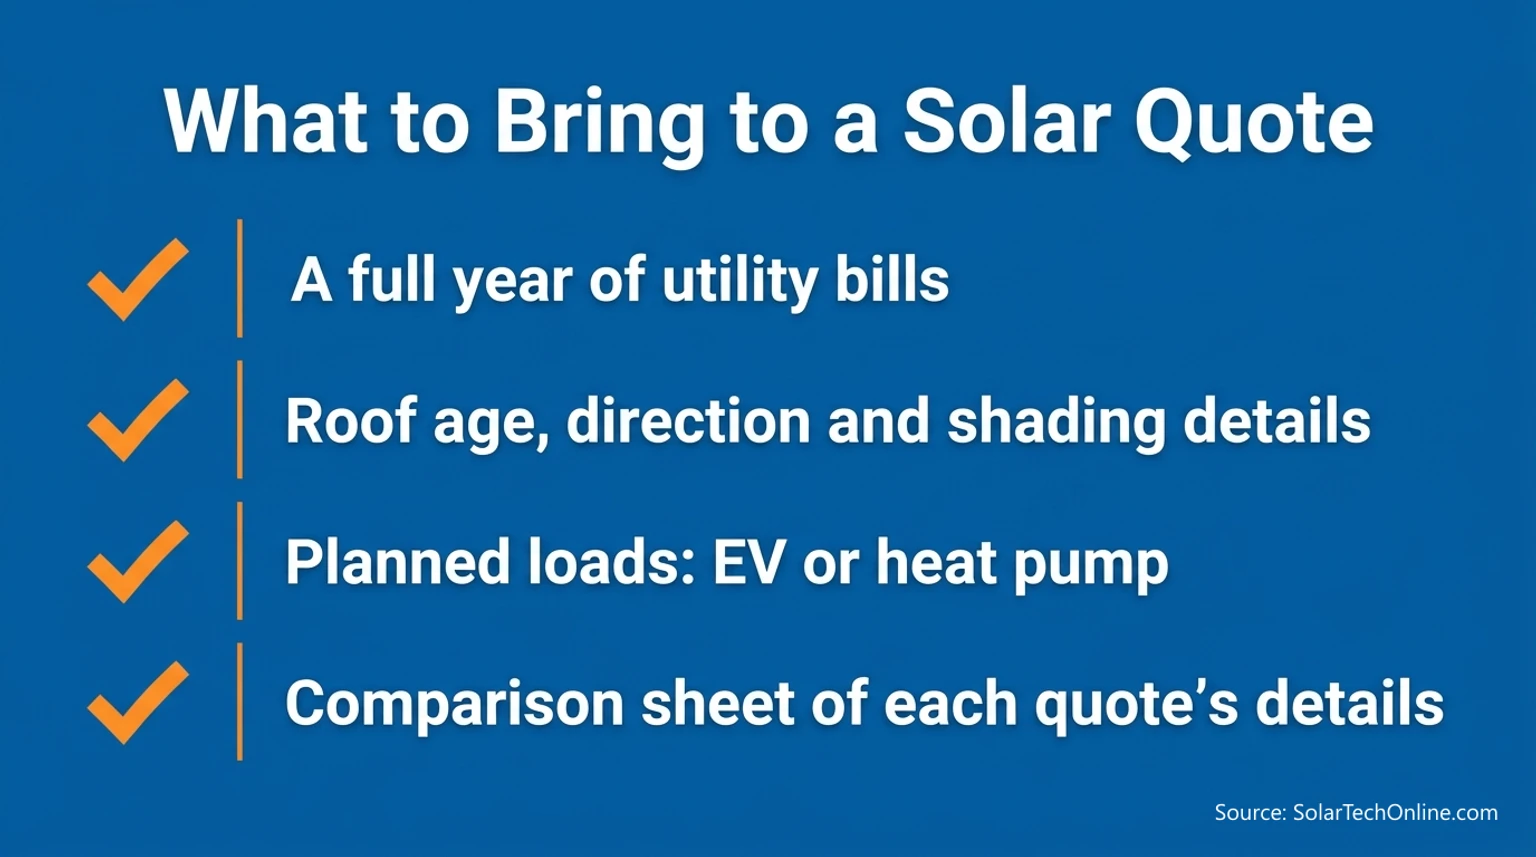 What to Bring to a Solar Quote
A full year of utility bills
Roof age, direction and shading details
Planned loads: EV or heat pump
Comparison sheet of each quote’s details
Source: SolarTechOnline.com